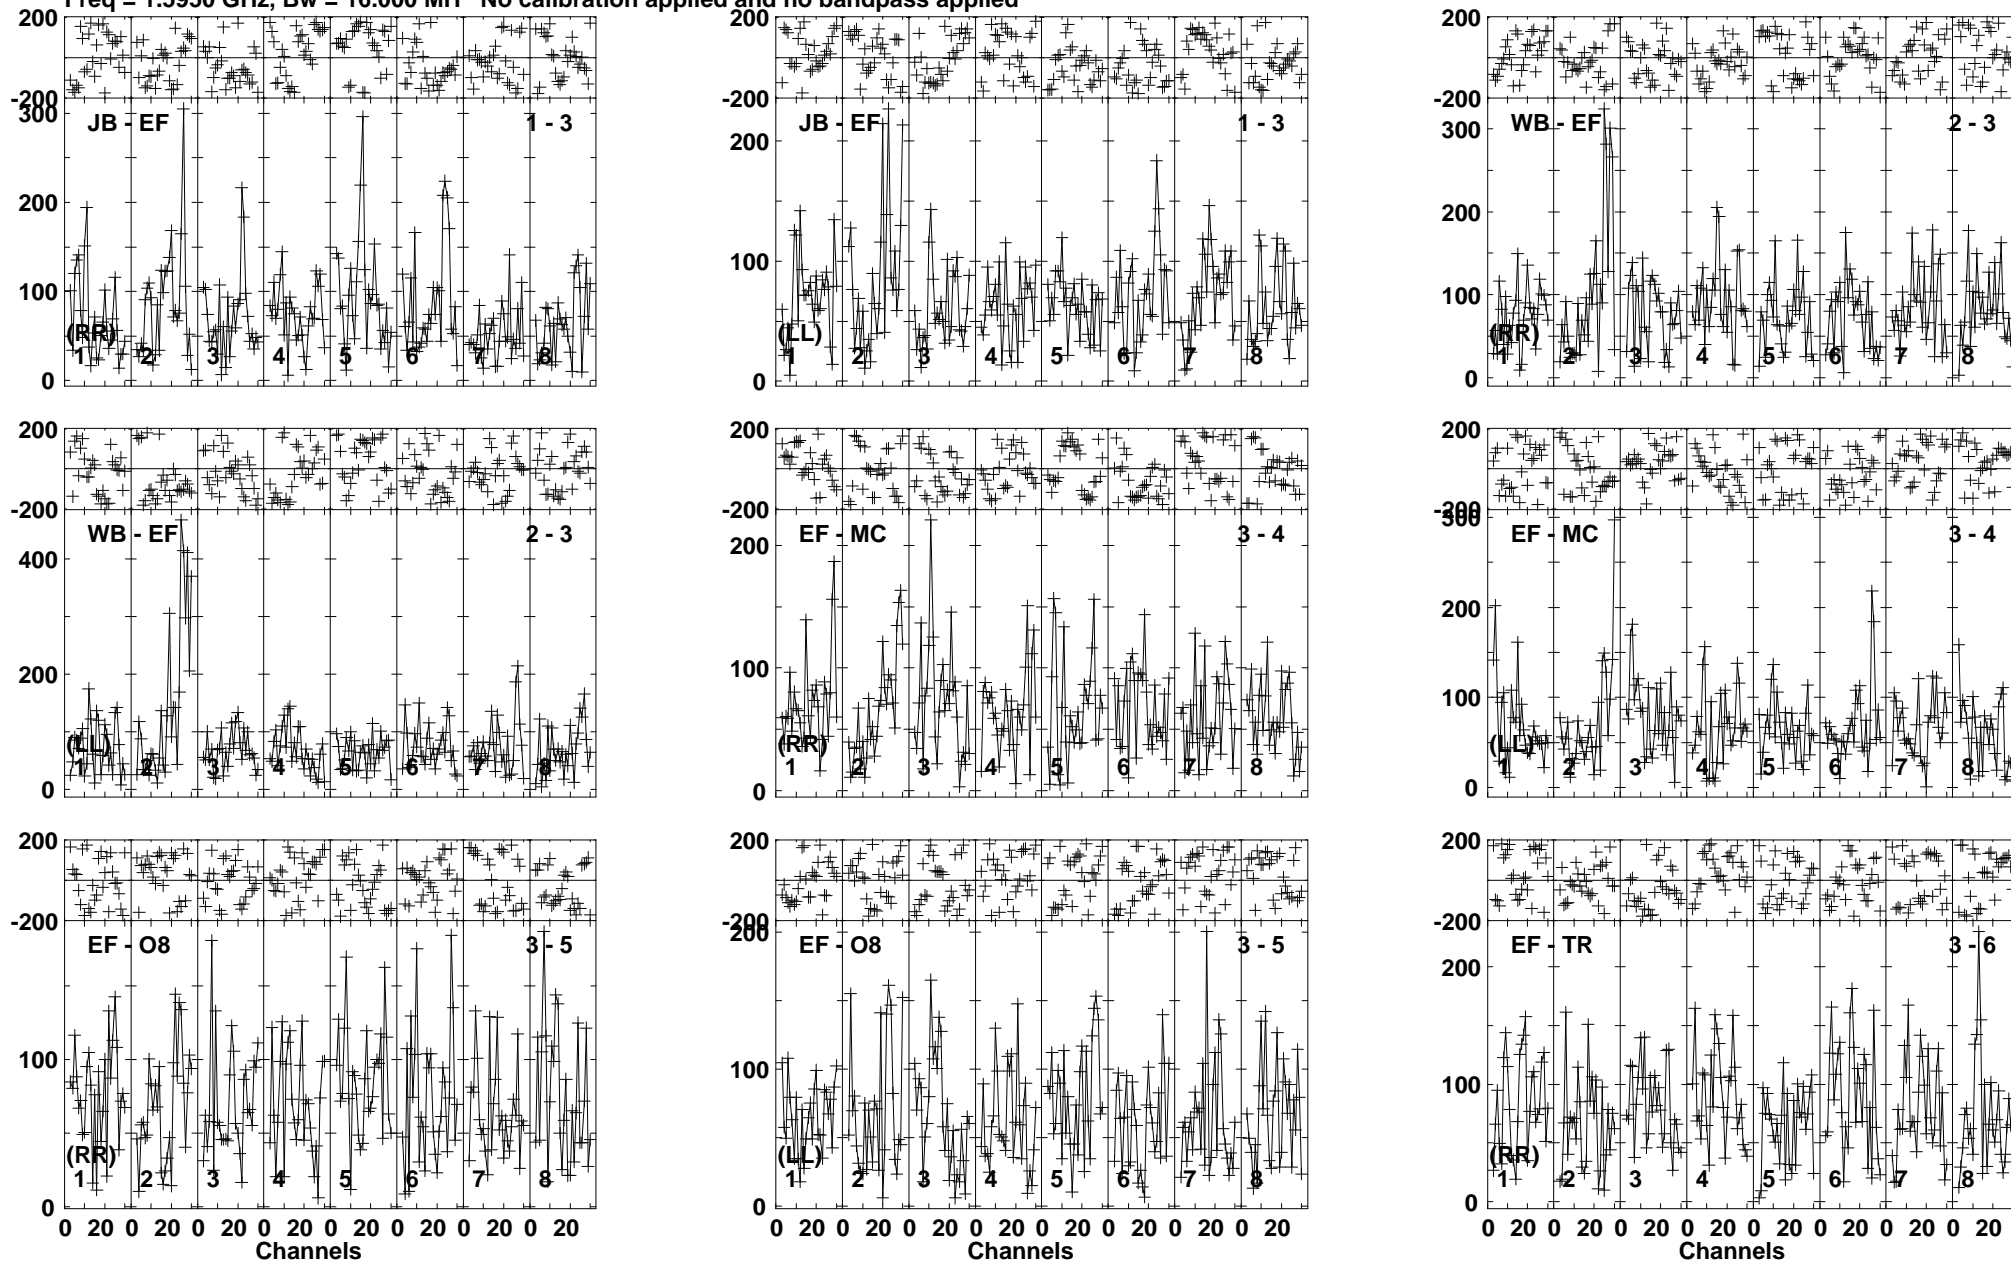 Freq = 1.5950 GHz, Bw = 16.000 MH No calibration applied and no bandpass applied
200 200 200
-200 -200 -200
300 JB - EF 1 - 3 JB - EF 1 - 3 WB - EF 2 - 3
200 300
200
200
100 100
100
(RR) (LL) (RR)
1 2 3 4 5 6 7 8 1 2 3 4 5 6 7 8 1 2 3 4 5 6 7 8
0 0 0
200 200 200
-200 -200 -200
WB - EF 2 - 3 EF - MC 3 - 4 300 EF - MC 3 - 4
400 200
200
200 100 100
(LL) (RR) (LL)
1 2 3 4 5 6 7 8 1 2 3 4 5 6 7 8 1 2 3 4 5 6 7 8
0 0 0
200 200 200
-200 -200 -200
EF - O8 3 - 5 200 EF - O8 3 - 5 EF - TR 3 - 6
200
100 100 100
(RR) (LL) (RR)
1 2 3 4 5 6 7 8 1 2 3 4 5 6 7 8 1 2 3 4 5 6 7 8
0 0 0
0 20 0 20 0 20 0 20 0 20 0 20 0 20 0 20 0 20 0 20 0 20 0 20 0 20 0 20 0 20 0 20 0 20 0 20 0 20 0 20 0 20 0 20 0 20 0 20
Channels Channels Channels